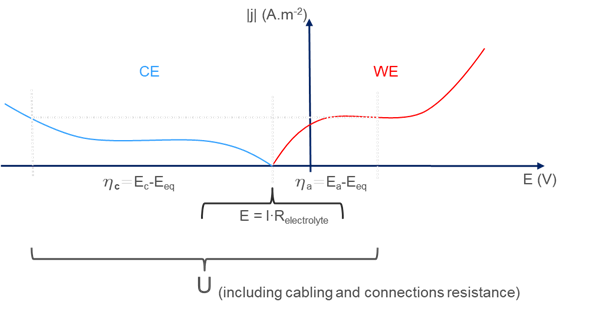 |j| (A.m-2)
CE
WE
ηc=Ec-Eeq
ηa=Ea-Eeq
E (V)
E = I·Relectrolyte
U (including cabling and connections resistance)